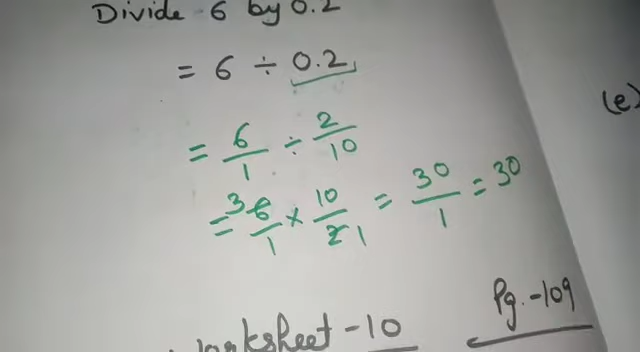 Divide 6 by 0.2
= 6 ÷ 0.2
(e)
= 6/1 ÷ 2/10
= 3 6/1 × 10/2 1 = 30/1 = 30
Pg.-109
Worksheet-10